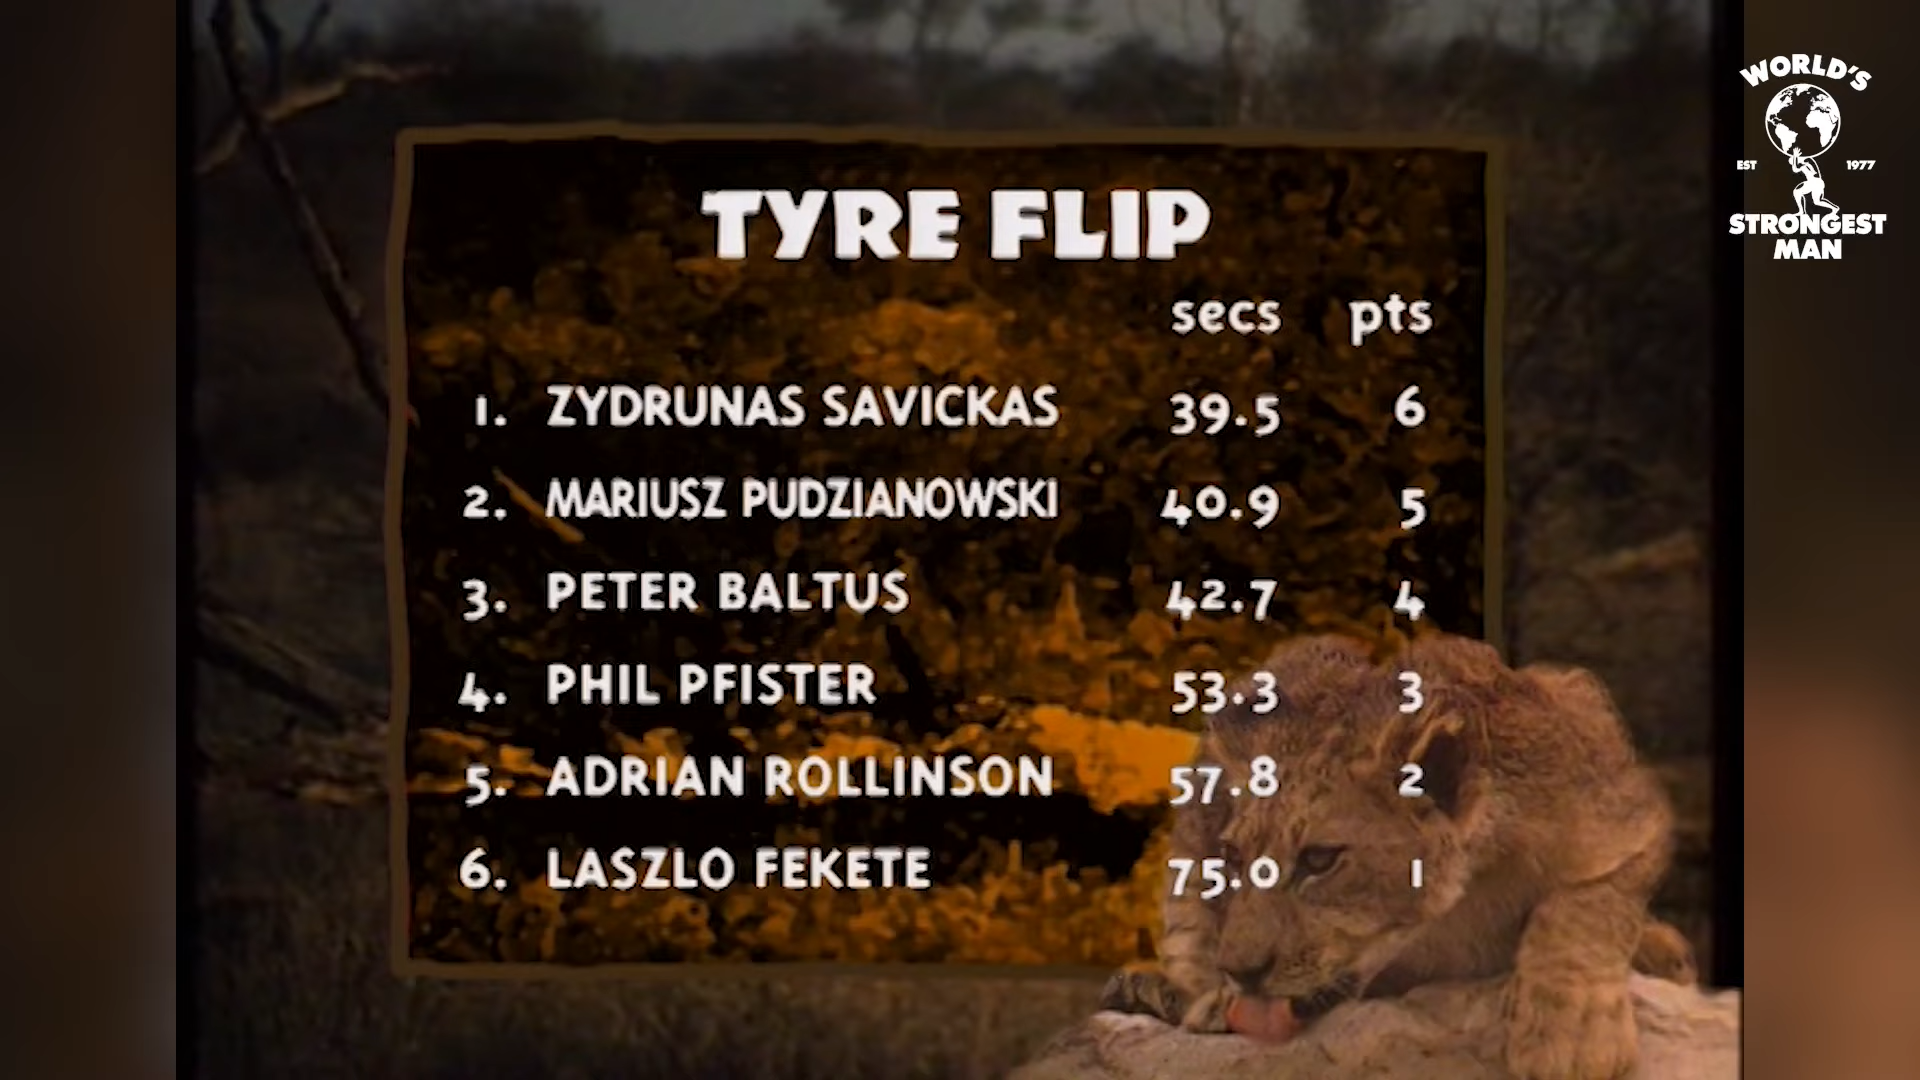 WORLD'S
EST 1977
STRONGEST
MAN
TYRE FLIP
secs pts
1. ZYDRUNAS SAVICKAS 39.5 6
2. MARIUSZ PUDZIANOWSKI 40.9 5
3. PETER BALTUS 42.7 4
4. PHIL PFISTER 53.3 3
5. ADRIAN ROLLINSON 57.8 2
6. LASZLO FEKETE 75.0 1